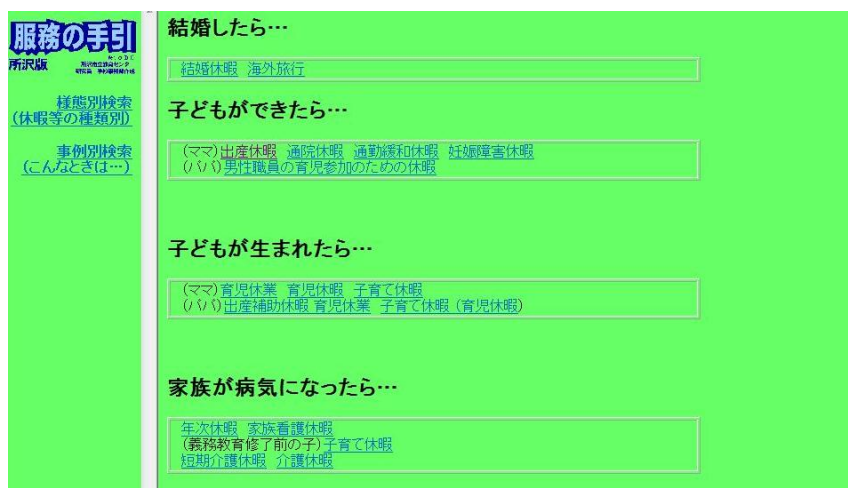 服務の手引
所沢版
様態別検索
(休暇等の種類別)
事例別検索
(こんなときは…)
結婚したら…
結婚休暇 海外旅行
子どもができたら…
(ママ)出産休暇 通院休暇 通勤緩和休暇 妊娠障害休暇
(パパ)男性職員の育児参加のための休暇
子どもが生まれたら…
(ママ)育児休業 育児休暇 子育て休暇
(パパ)出産補助休暇 育児休業 子育て休暇 (育児休暇)
家族が病気になったら…
年次休暇 家族看護休暇
(義務教育修了前の子)子育て休暇
短期介護休暇 介護休暇